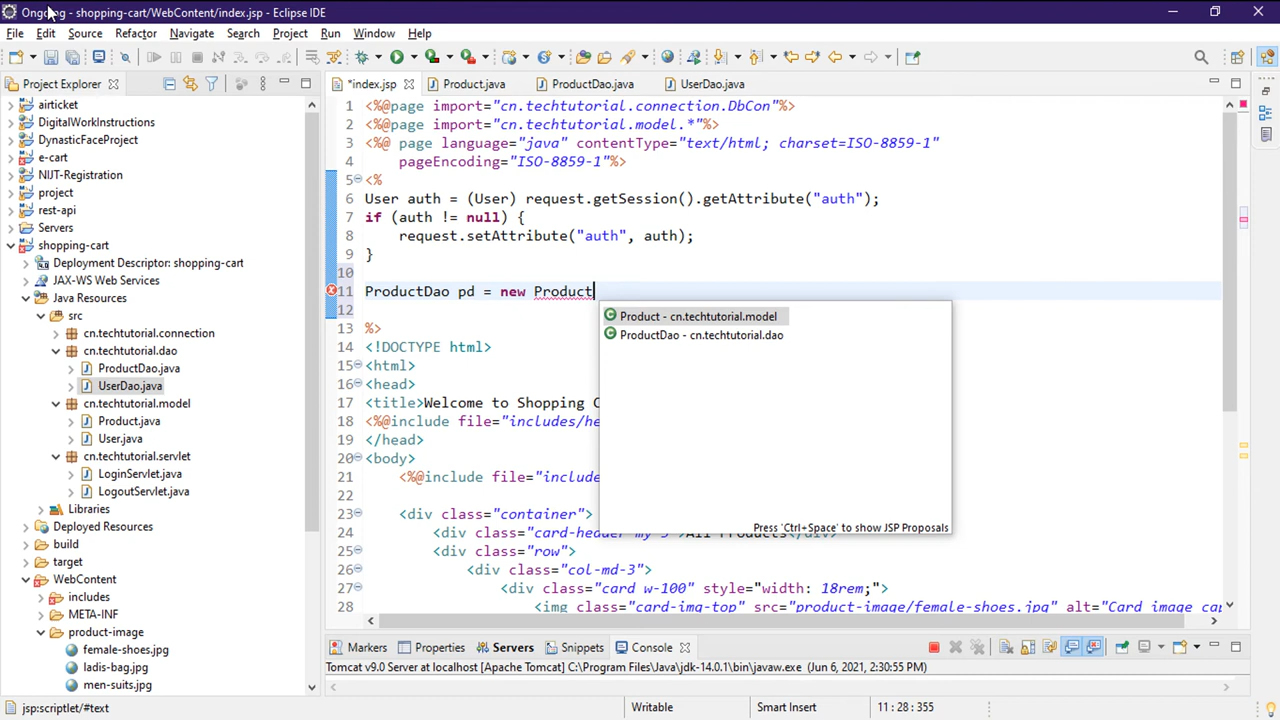 Ongoing - shopping-cart/WebContent/index.jsp - Eclipse IDE
File Edit Source Refactor Navigate Search Project Run Window Help
Project Explorer
*index.jsp Product.java ProductDao.java UserDao.java
airticket
DigitalWorkInstructions
DynasticFaceProject
e-cart
NIJT-Registration
project
rest-api
Servers
shopping-cart
Deployment Descriptor: shopping-cart
JAX-WS Web Services
Java Resources
src
cn.techtutorial.connection
cn.techtutorial.dao
ProductDao.java
UserDao.java
cn.techtutorial.model
Product.java
User.java
cn.techtutorial.servlet
LoginServlet.java
LogoutServlet.java
Libraries
Deployed Resources
build
target
WebContent
includes
META-INF
product-image
female-shoes.jpg
ladis-bag.jpg
men-suits.jpg
1 <%@page import="cn.techtutorial.connection.DbCon"%>
2 <%@page import="cn.techtutorial.model.*"%>
3 <%@ page language="java" contentType="text/html; charset=ISO-8859-1"
4 pageEncoding="ISO-8859-1"%>
5 <%
6 User auth = (User) request.getSession().getAttribute("auth");
7 if (auth != null) {
8 request.setAttribute("auth", auth);
9 }
10
11 ProductDao pd = new Product
12
13 %>
14 <!DOCTYPE html>
15 <html>
16 <head>
17 <title>Welcome to Shopping C
18 <%@include file="includes/he
19 </head>
20 <body>
21 <%@include file="include
22
23 <div class="container">
24 <div class="card-header my-3">All Products</div>
25 <div class="row">
26 <div class="col-md-3">
27 <div class="card w-100" style="width: 18rem;">
28 <img class="card-img-top" src="product-image/female-shoes.jpg" alt="Card image cap
Product - cn.techtutorial.model
ProductDao - cn.techtutorial.dao
Press 'Ctrl+Space' to show JSP Proposals
Markers Properties Servers Snippets Console
Tomcat v9.0 Server at localhost [Apache Tomcat] C:\Program Files\Java\jdk-14.0.1\bin\javaw.exe (Jun 6, 2021, 2:30:55 PM)
jsp:scriptlet/#text Writable Smart Insert 11 : 28 : 355